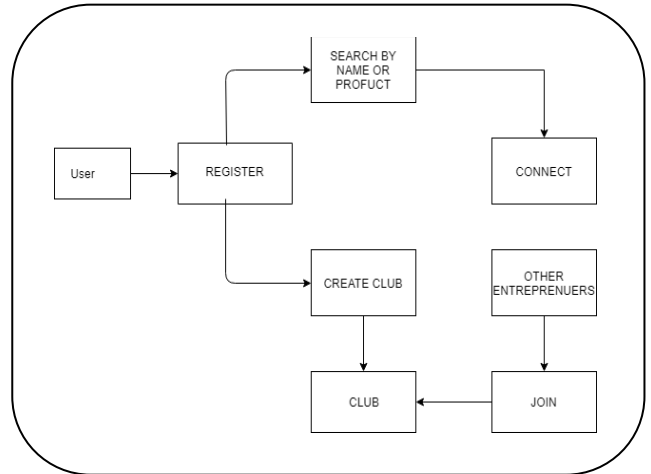 SEARCH BY
NAME OR
PROFUCT
User
REGISTER
CONNECT
CREATE CLUB
OTHER
ENTREPRENUERS
CLUB
JOIN